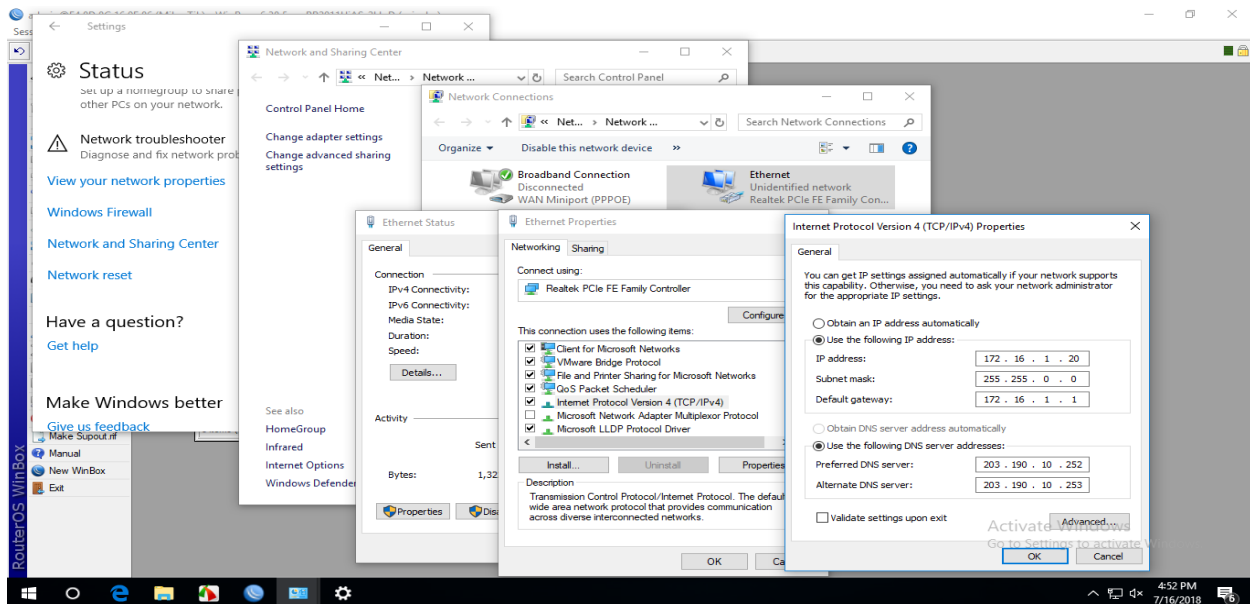 Settings
Status
Set up a homegroup to share
other PCs on your network.
Network troubleshooter
Diagnose and fix network prob
View your network properties
Windows Firewall
Network and Sharing Center
Network reset
Have a question?
Get help
Make Windows better
Give us feedback
Make Supout.rif
Manual
New WinBox
Exit
RouterOS WinBox
Network and Sharing Center
« Net... › Network ...
Search Control Panel
Control Panel Home
Change adapter settings
Change advanced sharing
settings
See also
HomeGroup
Infrared
Internet Options
Windows Defender
Network Connections
« Net... › Network ...
Search Network Connections
Organize
Disable this network device
»
Broadband Connection
Disconnected
WAN Miniport (PPPOE)
Ethernet
Unidentified network
Realtek PCIe FE Family Con...
Ethernet Status
General
Connection
IPv4 Connectivity:
IPv6 Connectivity:
Media State:
Duration:
Speed:
Details...
Activity
Sent
Bytes: 1,32
Properties
Disa
Ethernet Properties
Networking
Sharing
Connect using:
Realtek PCIe FE Family Controller
Configure
This connection uses the following items:
Client for Microsoft Networks
VMware Bridge Protocol
File and Printer Sharing for Microsoft Networks
QoS Packet Scheduler
Internet Protocol Version 4 (TCP/IPv4)
Microsoft Network Adapter Multiplexor Protocol
Microsoft LLDP Protocol Driver
Install...
Uninstall
Properties
Description
Transmission Control Protocol/Internet Protocol. The defaul
wide area network protocol that provides communication
across diverse interconnected networks.
OK
Ca
Internet Protocol Version 4 (TCP/IPv4) Properties
General
You can get IP settings assigned automatically if your network supports
this capability. Otherwise, you need to ask your network administrator
for the appropriate IP settings.
Obtain an IP address automatically
Use the following IP address:
IP address: 172 . 16 . 1 . 20
Subnet mask: 255 . 255 . 0 . 0
Default gateway: 172 . 16 . 1 . 1
Obtain DNS server address automatically
Use the following DNS server addresses:
Preferred DNS server: 203 . 190 . 10 . 252
Alternate DNS server: 203 . 190 . 10 . 253
Validate settings upon exit
Advanced...
Activate Windows
Go to Settings to activate
OK
Cancel
4:52 PM
7/16/2018
6